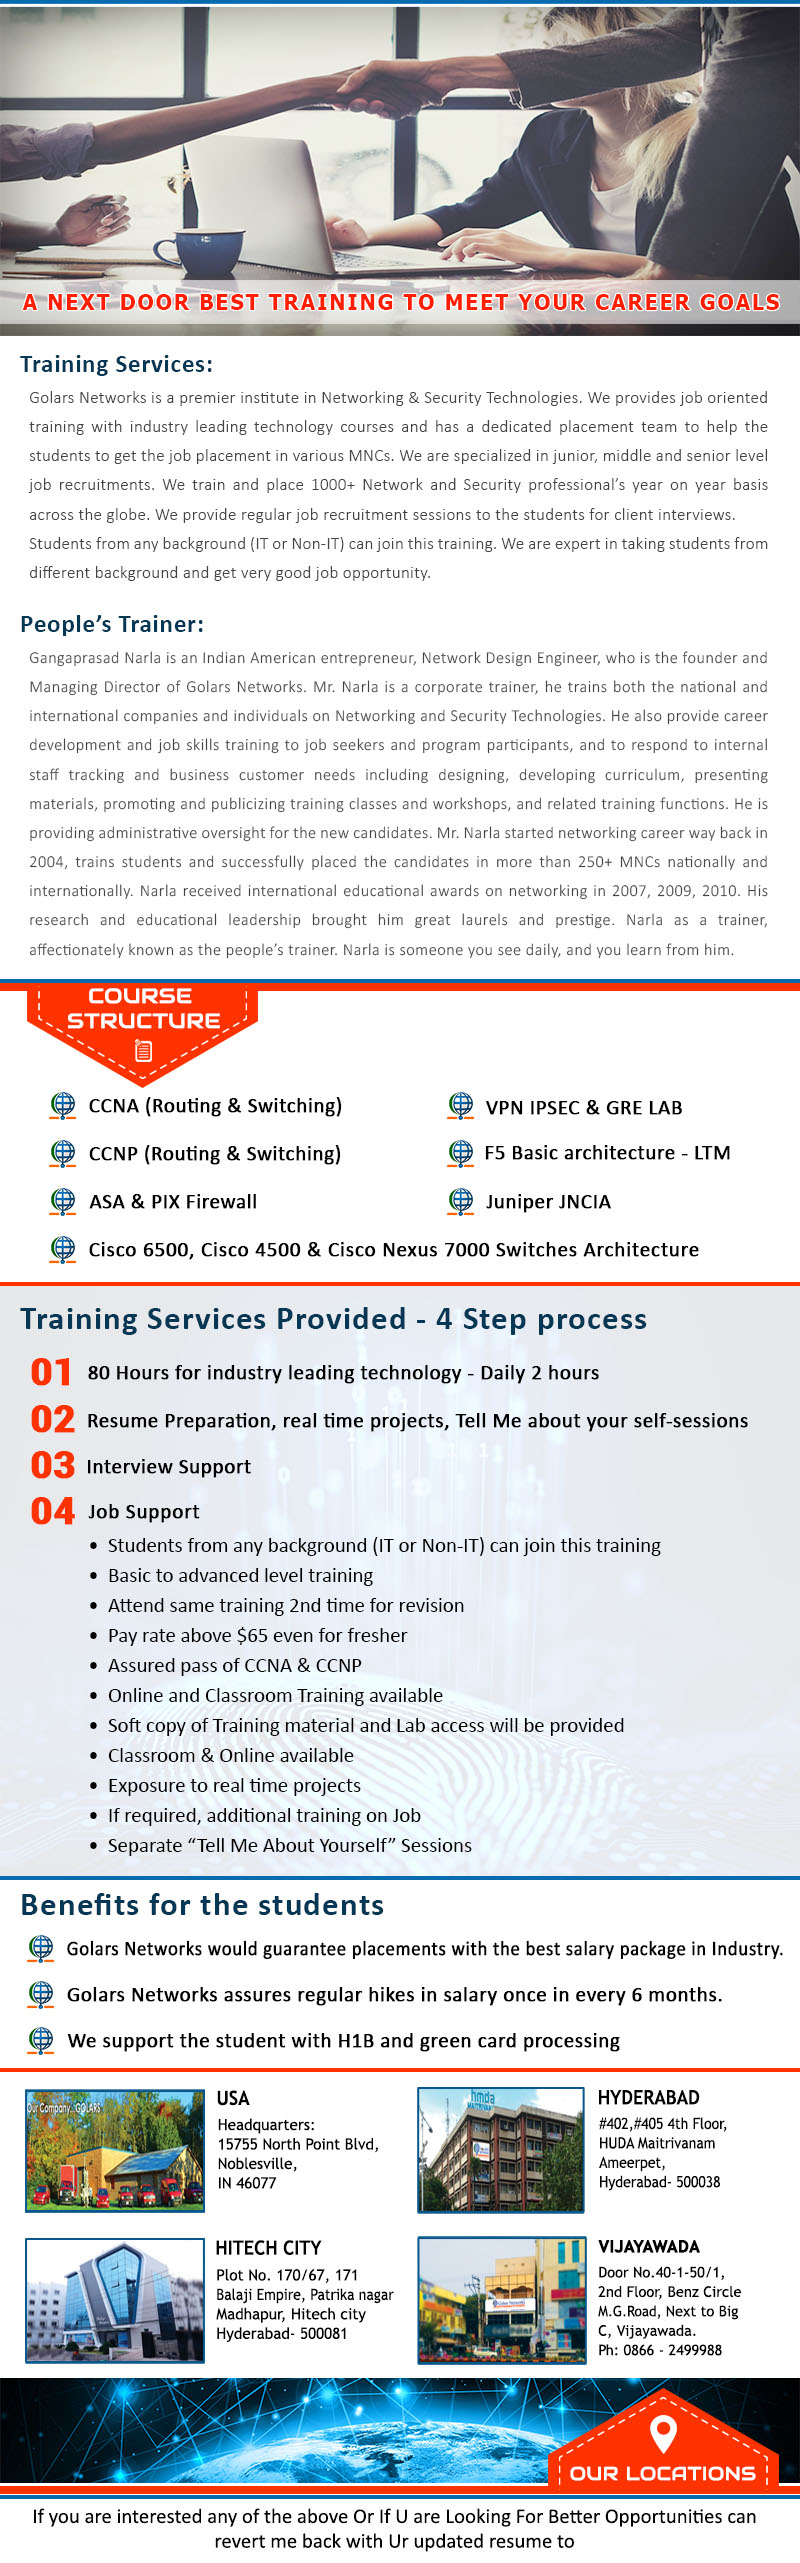 A NEXT DOOR BEST TRAINING TO MEET YOUR CAREER GOALS
Training Services:
Golars Networks is a premier institute in Networking & Security Technologies. We provides job oriented
training with industry leading technology courses and has a dedicated placement team to help the
students to get the job placement in various MNCs. We are specialized in junior, middle and senior level
job recruitments. We train and place 1000+ Network and Security professional's year on year basis
across the globe. We provide regular job recruitment sessions to the students for client interviews.
Students from any background (IT or Non-IT) can join this training. We are expert in taking students from
different background and get very good job opportunity.
People's Trainer:
Gangaprasad Narla is an Indian American entrepreneur, Network Design Engineer, who is the founder and
Managing Director of Golars Networks. Mr. Narla is a corporate trainer, he trains both the national and
international companies and individuals on Networking and Security Technologies. He also provide career
development and job skills training to job seekers and program participants, and to respond to internal
staff tracking and business customer needs including designing, developing curriculum, presenting
materials, promoting and publicizing training classes and workshops, and related training functions. He is
providing administrative oversight for the new candidates. Mr. Narla started networking career way back in
2004, trains students and successfully placed the candidates in more than 250+ MNCs nationally and
internationally. Narla received international educational awards on networking in 2007, 2009, 2010. His
research and educational leadership brought him great laurels and prestige. Narla as a trainer,
affectionately known as the people's trainer. Narla is someone you see daily, and you learn from him.
COURSE
STRUCTURE
CCNA (Routing & Switching)
VPN IPSEC & GRE LAB
CCNP (Routing & Switching)
F5 Basic architecture - LTM
ASA & PIX Firewall
Juniper JNCIA
Cisco 6500, Cisco 4500 & Cisco Nexus 7000 Switches Architecture
Training Services Provided - 4 Step process
01 80 Hours for industry leading technology - Daily 2 hours
02 Resume Preparation, real time projects, Tell Me about your self-sessions
03 Interview Support
04 Job Support
• Students from any background (IT or Non-IT) can join this training
• Basic to advanced level training
• Attend same training 2nd time for revision
• Pay rate above $65 even for fresher
• Assured pass of CCNA & CCNP
• Online and Classroom Training available
• Soft copy of Training material and Lab access will be provided
• Classroom & Online available
• Exposure to real time projects
• If required, additional training on Job
• Separate “Tell Me About Yourself” Sessions
Benefits for the students
Golars Networks would guarantee placements with the best salary package in Industry.
Golars Networks assures regular hikes in salary once in every 6 months.
We support the student with H1B and green card processing
Our Company : GOLARS
USA
Headquarters:
15755 North Point Blvd,
Noblesville,
IN 46077
hmda
HYDERABAD
#402,#405 4th Floor,
HUDA Maitrivanam
Ameerpet,
Hyderabad- 500038
HITECH CITY
Plot No. 170/67, 171
Balaji Empire, Patrika nagar
Madhapur, Hitech city
Hyderabad- 500081
Golars Networks
VIJAYAWADA
Door No.40-1-50/1,
2nd Floor, Benz Circle
M.G.Road, Next to Big
C, Vijayawada.
Ph: 0866 - 2499988
OUR LOCATIONS
If you are interested any of the above Or If U are Looking For Better Opportunities can
revert me back with Ur updated resume to